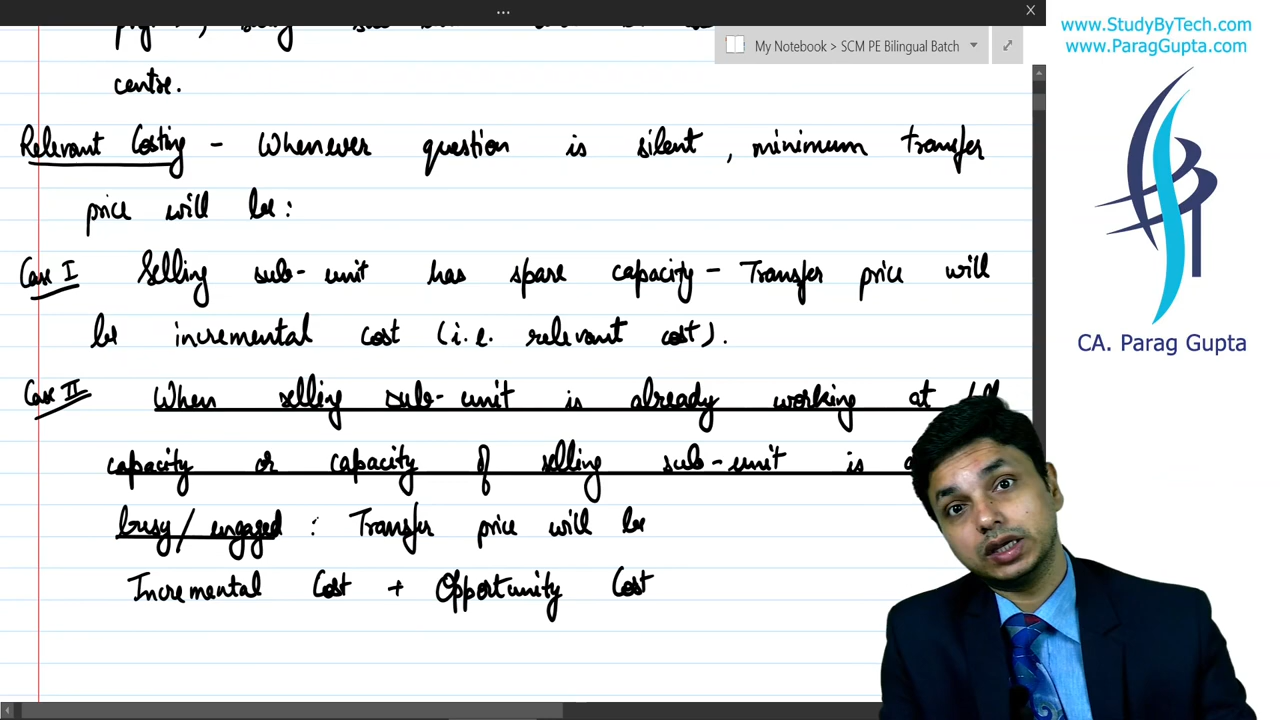 My Notebook > SCM PE Bilingual Batch
www.StudyByTech.com
www.ParagGupta.com
centre.
Relevant Costing - Whenever question is silent, minimum transfer
price will be:
Case I Selling sub-unit has spare capacity - Transfer price will
be incremental cost (i.e. relevant cost).
Case II When selling sub-unit is already working at
capacity or capacity of selling sub-unit is
busy/engaged : Transfer price will be
Incremental Cost + Opportunity Cost
CA. Parag Gupta